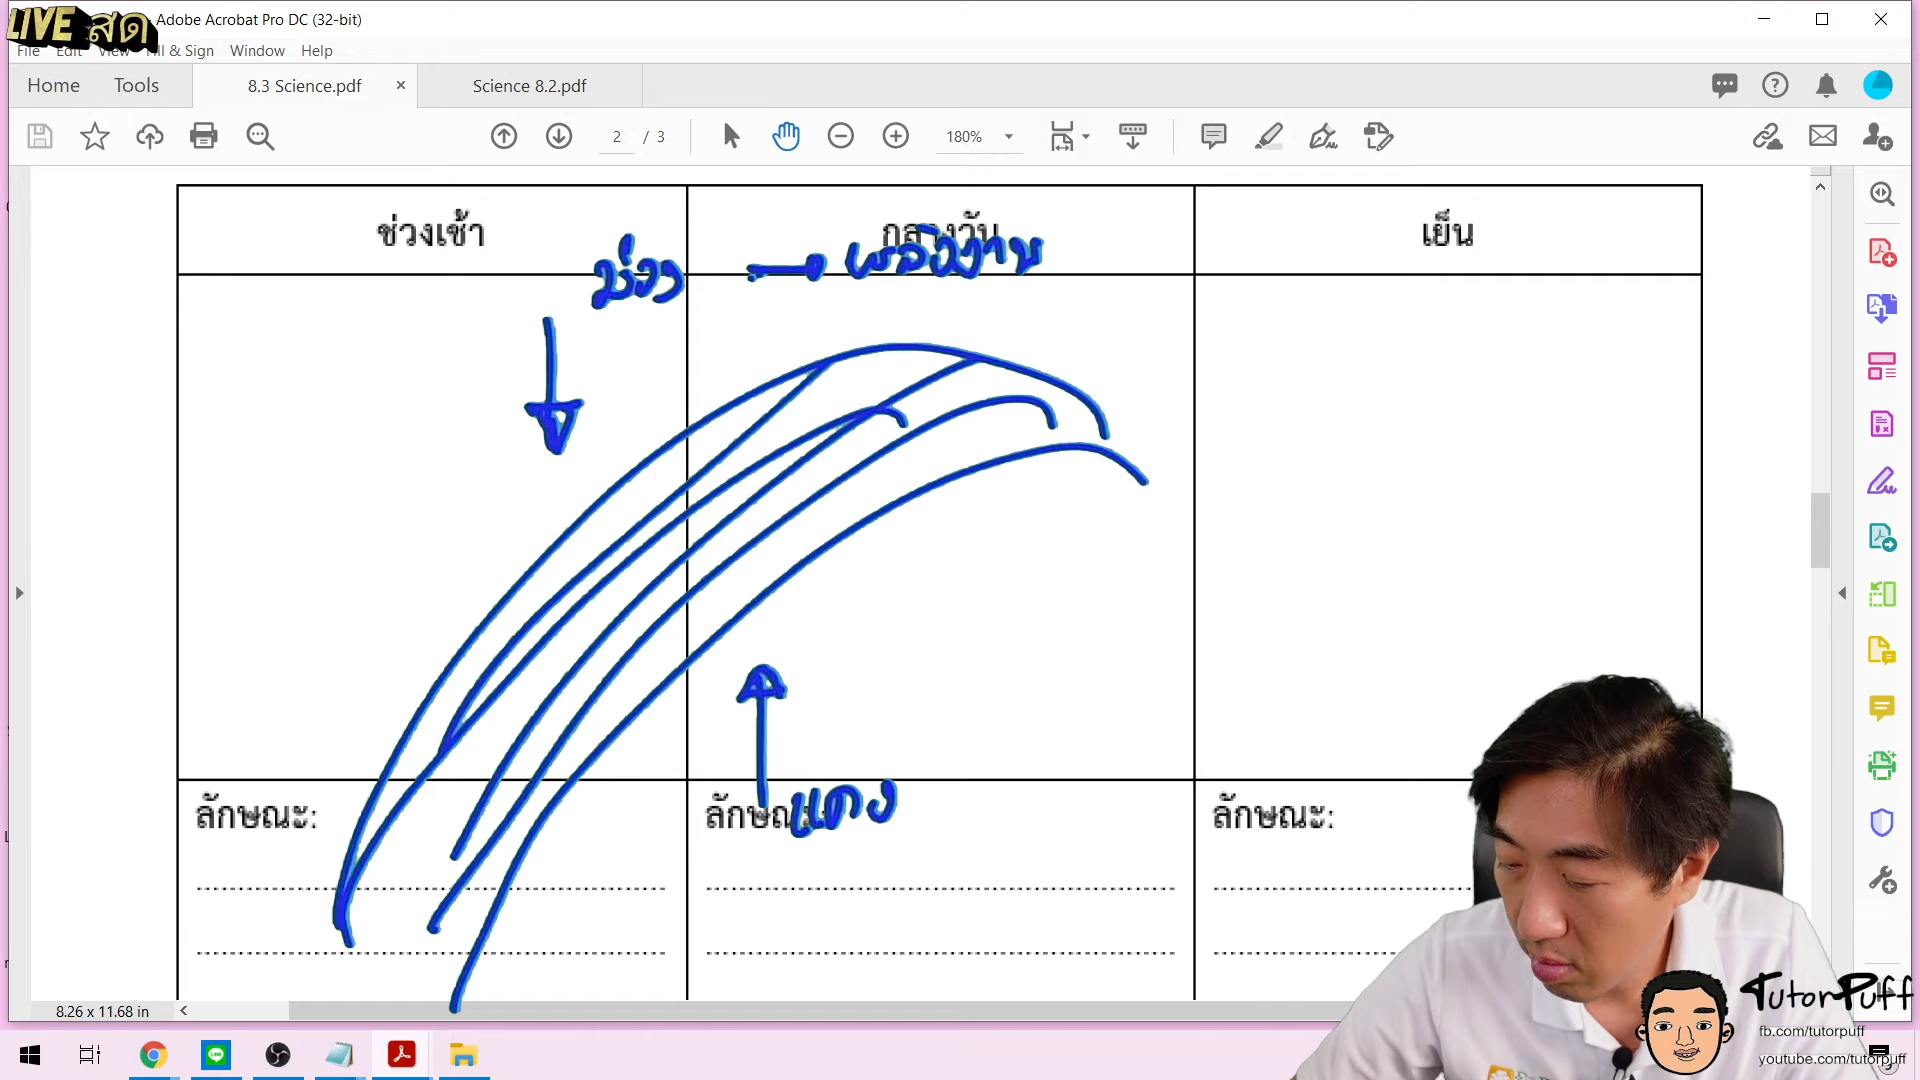 LIVE สด
Adobe Acrobat Pro DC (32-bit)
File Edit View Fill & Sign Window Help
Home Tools 8.3 Science.pdf × Science 8.2.pdf
2 / 3 180%
ช่วงเช้า กลางวัน เย็น
ม่วง พลังงาน
ลักษณะ: ลักษณะ: ลักษณะ:
แดง
8.26 x 11.68 in
TutorPuff
fb.com/tutorpuff
youtube.com/tutorpuff